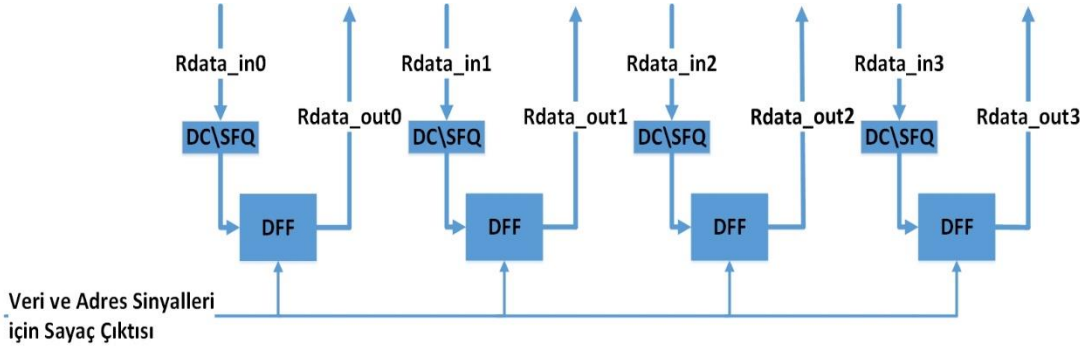 Rdata_in0 Rdata_in1 Rdata_in2 Rdata_in3
Rdata_out0 Rdata_out1 Rdata_out2 Rdata_out3
DC\SFQ DC\SFQ DC\SFQ DC\SFQ
DFF DFF DFF DFF
Veri ve Adres Sinyalleri
için Sayaç Çıktısı